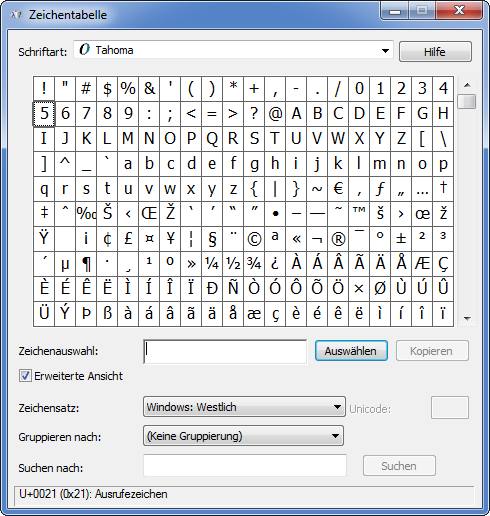 Zeichentabelle
Schriftart: O Tahoma Hilfe
! " # $ % & ' ( ) * + , - . / 0 1 2 3 4
5 6 7 8 9 : ; < = > ? @ A B C D E F G H
I J K L M N O P Q R S T U V W X Y Z [ \
] ^ _ ` a b c d e f g h i j k l m n o p
q r s t u v w x y z { | } ~ € ‚ ƒ „ … †
‡ ˆ ‰ Š ‹ Œ Ž ‘ ’ “ ” • – — ˜ ™ š › œ ž
Ÿ ¡ ¢ £ ¤ ¥ ¦ § ¨ © ª « ¬ ® ¯ ° ± ² ³
´ µ ¶ · ¸ ¹ º » ¼ ½ ¾ ¿ À Á Â Ã Ä Å Æ Ç
È É Ê Ë Ì Í Î Ï Ð Ñ Ò Ó Ô Õ Ö × Ø Ù Ú Û
Ü Ý Þ ß à á â ã ä å æ ç è é ê ë ì í î ï
Zeichenauswahl: Auswählen Kopieren
Erweiterte Ansicht
Zeichensatz: Windows: Westlich Unicode:
Gruppieren nach: (Keine Gruppierung)
Suchen nach: Suchen
U+0021 (0x21): Ausrufezeichen